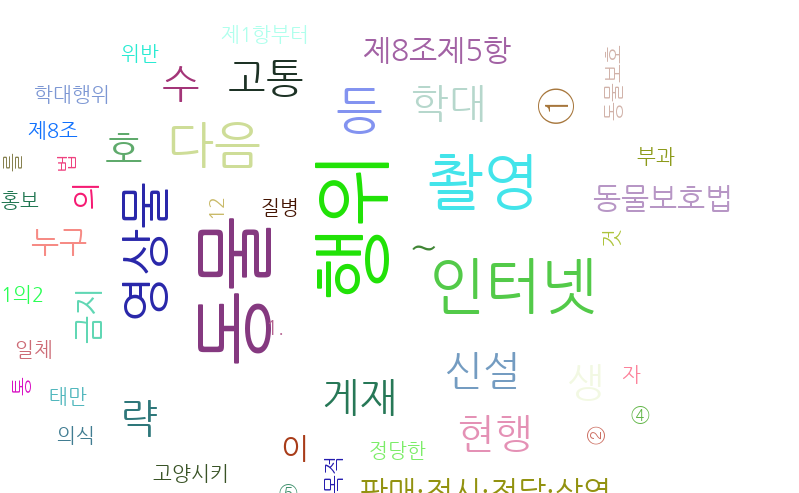 제1항부터
위반
제8조제5항
수
고통
동물보호
학대행위
등
학대
①
제8조
호
다음
를
법
부과
촬영
행위
의
홍보
12
질병
동물보호법
영상물
동물
누구
~
것
인터넷
1의2
금지
일체
신설
생
자
통
태만
게재
략
④
의식
현행
②
이
정당한
고양시키
목적
⑤
판매·전시·전달·상영